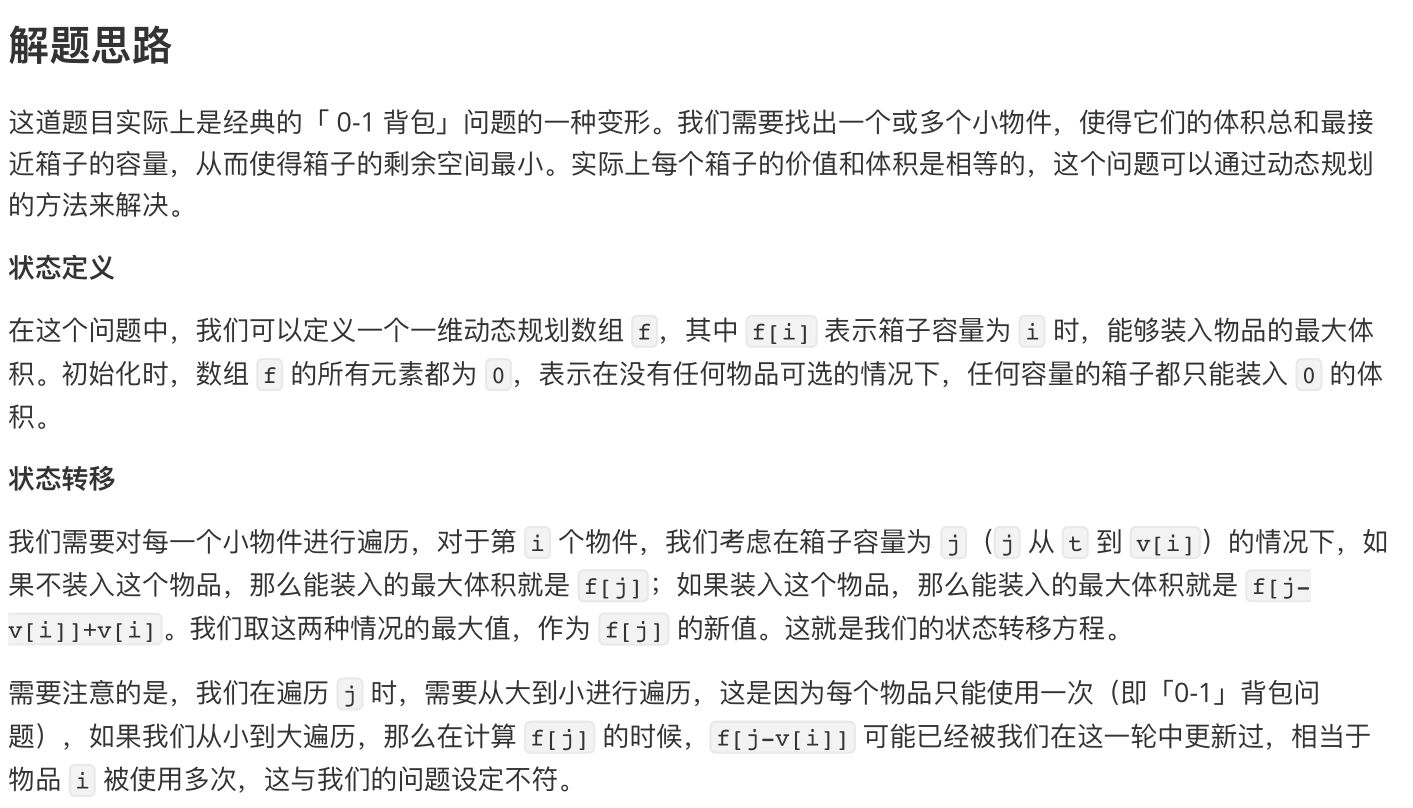 解题思路
这道题目实际上是经典的「 0-1 背包」问题的一种变形。我们需要找出一个或多个小物件，使得它们的体积总和最接
近箱子的容量，从而使得箱子的剩余空间最小。实际上每个箱子的价值和体积是相等的，这个问题可以通过动态规划
的方法来解决。
状态定义
在这个问题中，我们可以定义一个一维动态规划数组 f，其中 f[i] 表示箱子容量为 i 时，能够装入物品的最大体
积。初始化时，数组 f 的所有元素都为 0，表示在没有任何物品可选的情况下，任何容量的箱子都只能装入 0 的体
积。
状态转移
我们需要对每一个小物件进行遍历，对于第 i 个物件，我们考虑在箱子容量为 j（j 从 t 到 v[i]）的情况下，如
果不装入这个物品，那么能装入的最大体积就是 f[j]；如果装入这个物品，那么能装入的最大体积就是 f[j-
v[i]]+v[i]。我们取这两种情况的最大值，作为 f[j] 的新值。这就是我们的状态转移方程。
需要注意的是，我们在遍历 j 时，需要从大到小进行遍历，这是因为每个物品只能使用一次（即「0-1」背包问
题），如果我们从小到大遍历，那么在计算 f[j] 的时候，f[j-v[i]] 可能已经被我们在这一轮中更新过，相当于
物品 i 被使用多次，这与我们的问题设定不符。